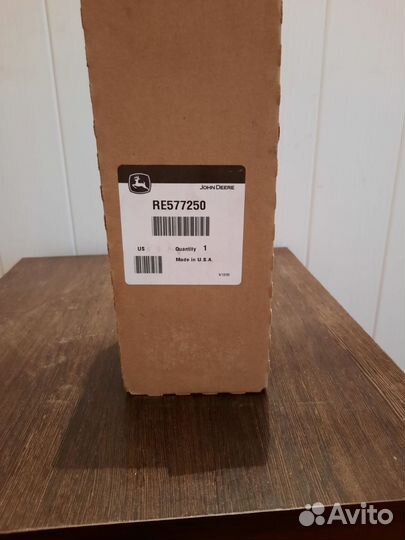 JOHN DEERE
RE577250
US Quantity 1
Made in U.S.A.
Avito